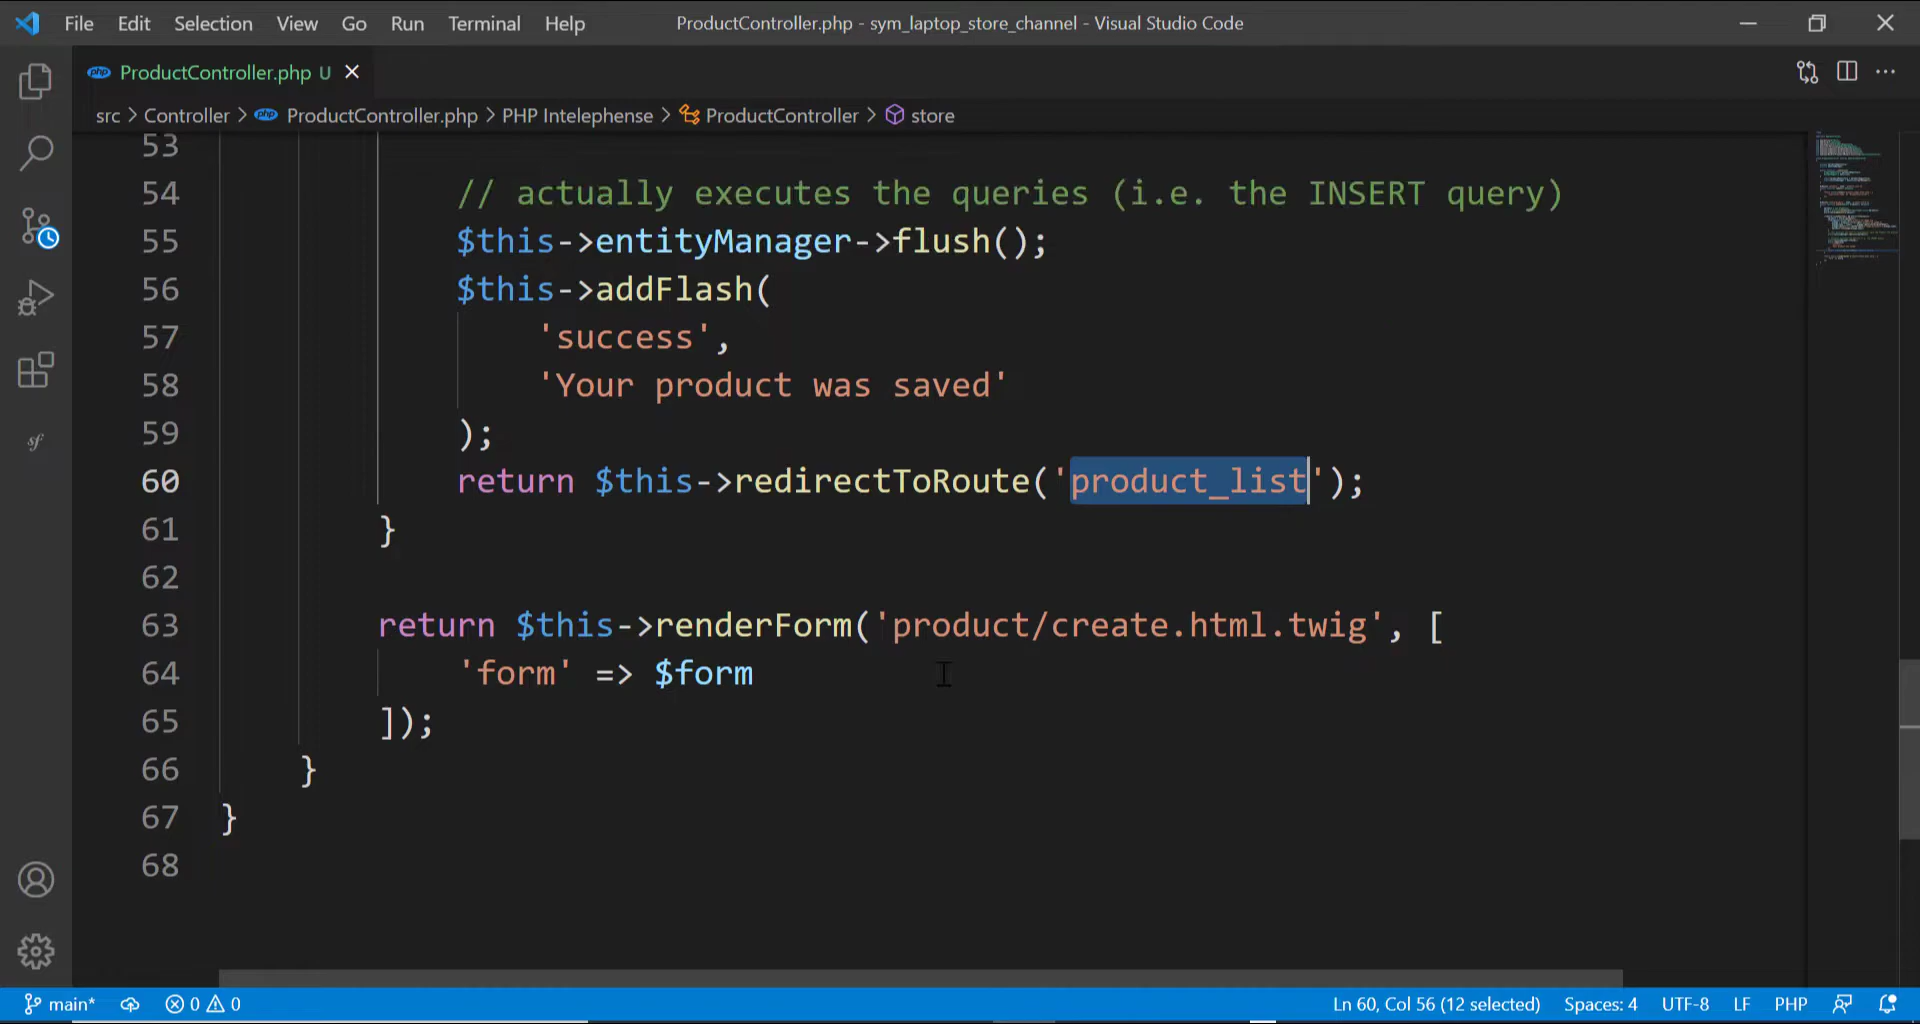 File Edit Selection View Go Run Terminal Help ProductController.php - sym_laptop_store_channel - Visual Studio Code
php ProductController.php U
src > Controller > php ProductController.php > PHP Intelephense > ProductController > store
53
54 // actually executes the queries (i.e. the INSERT query)
55 $this->entityManager->flush();
56 $this->addFlash(
57 'success',
58 'Your product was saved'
59 );
60 return $this->redirectToRoute('product_list');
61 }
62
63 return $this->renderForm('product/create.html.twig', [
64 'form' => $form
65 ]);
66 }
67 }
68
sf
main* 0 0 Ln 60, Col 56 (12 selected) Spaces: 4 UTF-8 LF PHP